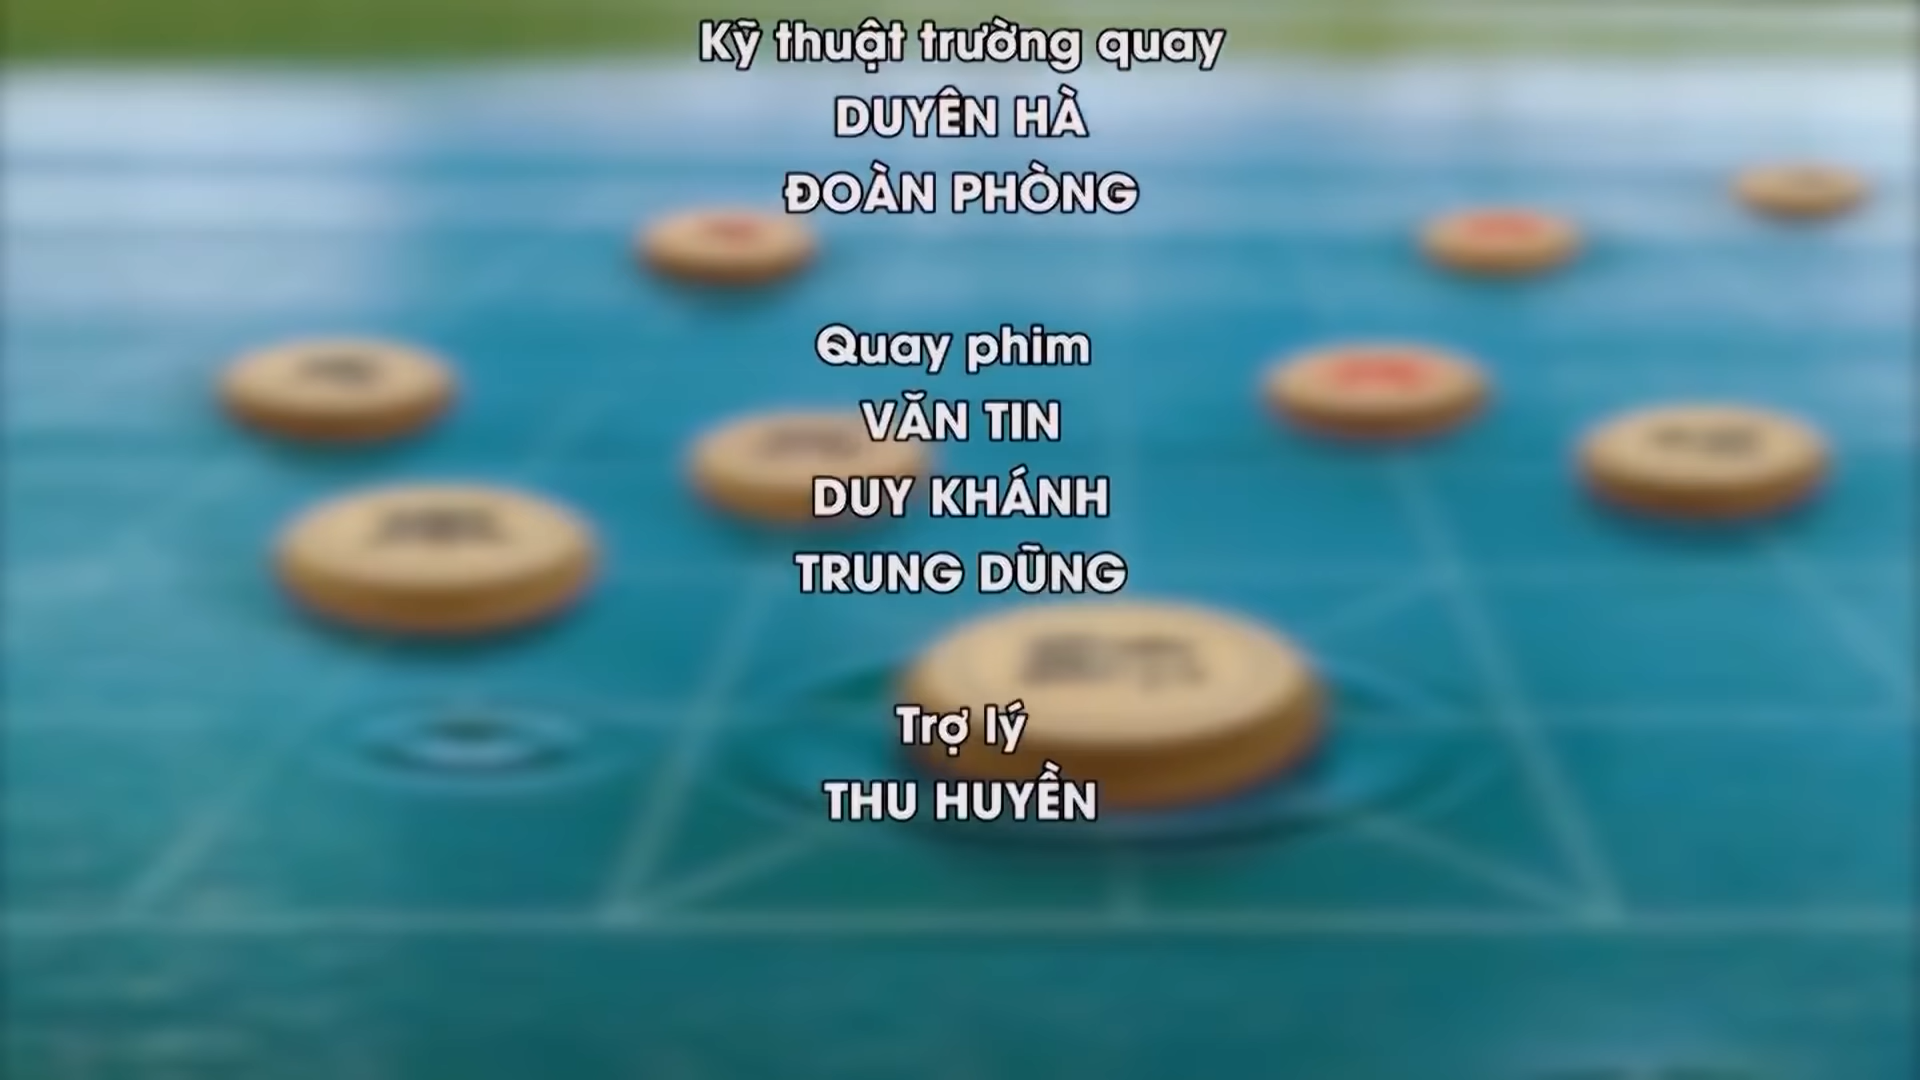 Kỹ thuật trường quay
DUYÊN HÀ
ĐOÀN PHÒNG
Quay phim
VĂN TIN
DUY KHÁNH
TRUNG DŨNG
Trợ lý
THU HUYỀN